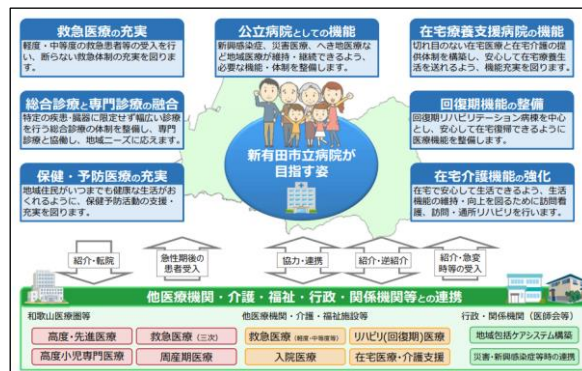 救急医療の充実
軽度・中等度の救急患者等の受入を行
い、断らない救急体制の充実を図りま
す。
公立病院としての機能
新興感染症、災害医療、へき地医療な
ど地域医療が維持・継続できるよう、
必要な機能・体制を整備します。
在宅療養支援病院の機能
切れ目のない在宅医療と在宅介護の提
供体制を構築し、安心して在宅療養生
活を送れるよう、機能充実を図ります。
総合診療と専門診療の融合
特定の疾患・臓器に限定せず幅広い診療
を行う総合診療の体制を整備し、専門
診療と協働し、地域ニーズに応えます。
回復期機能の整備
回復期リハビリテーション病棟を中心
とし、安心して在宅復帰できるように
医療機能を整備します。
保健・予防医療の充実
地域住民がいつまでも健康な生活がお
くれるように、保健予防活動の支援・
充実を図ります。
在宅介護機能の強化
在宅で安心して生活できるよう、生活
機能の維持・向上を図るために訪問看
護、訪問・通所リハビリを行います。
新有田市立病院が
目指す姿
紹介・転院
急性期後の
患者受入
協力・連携
紹介・逆紹介
紹介・急変
時等の受入
他医療機関・介護・福祉・行政・関係機関等との連携
和歌山医療圏等
高度・先進医療
救急医療（三次）
高度小児専門医療
周産期医療
他医療機関・介護・福祉施設等
救急医療（軽度・中等度等）
リハビリ(回復期)医療
入院医療
在宅医療・介護支援
行政・関係機関（医師会等）
地域包括ケアシステム構築
災害・新興感染症等時の連携